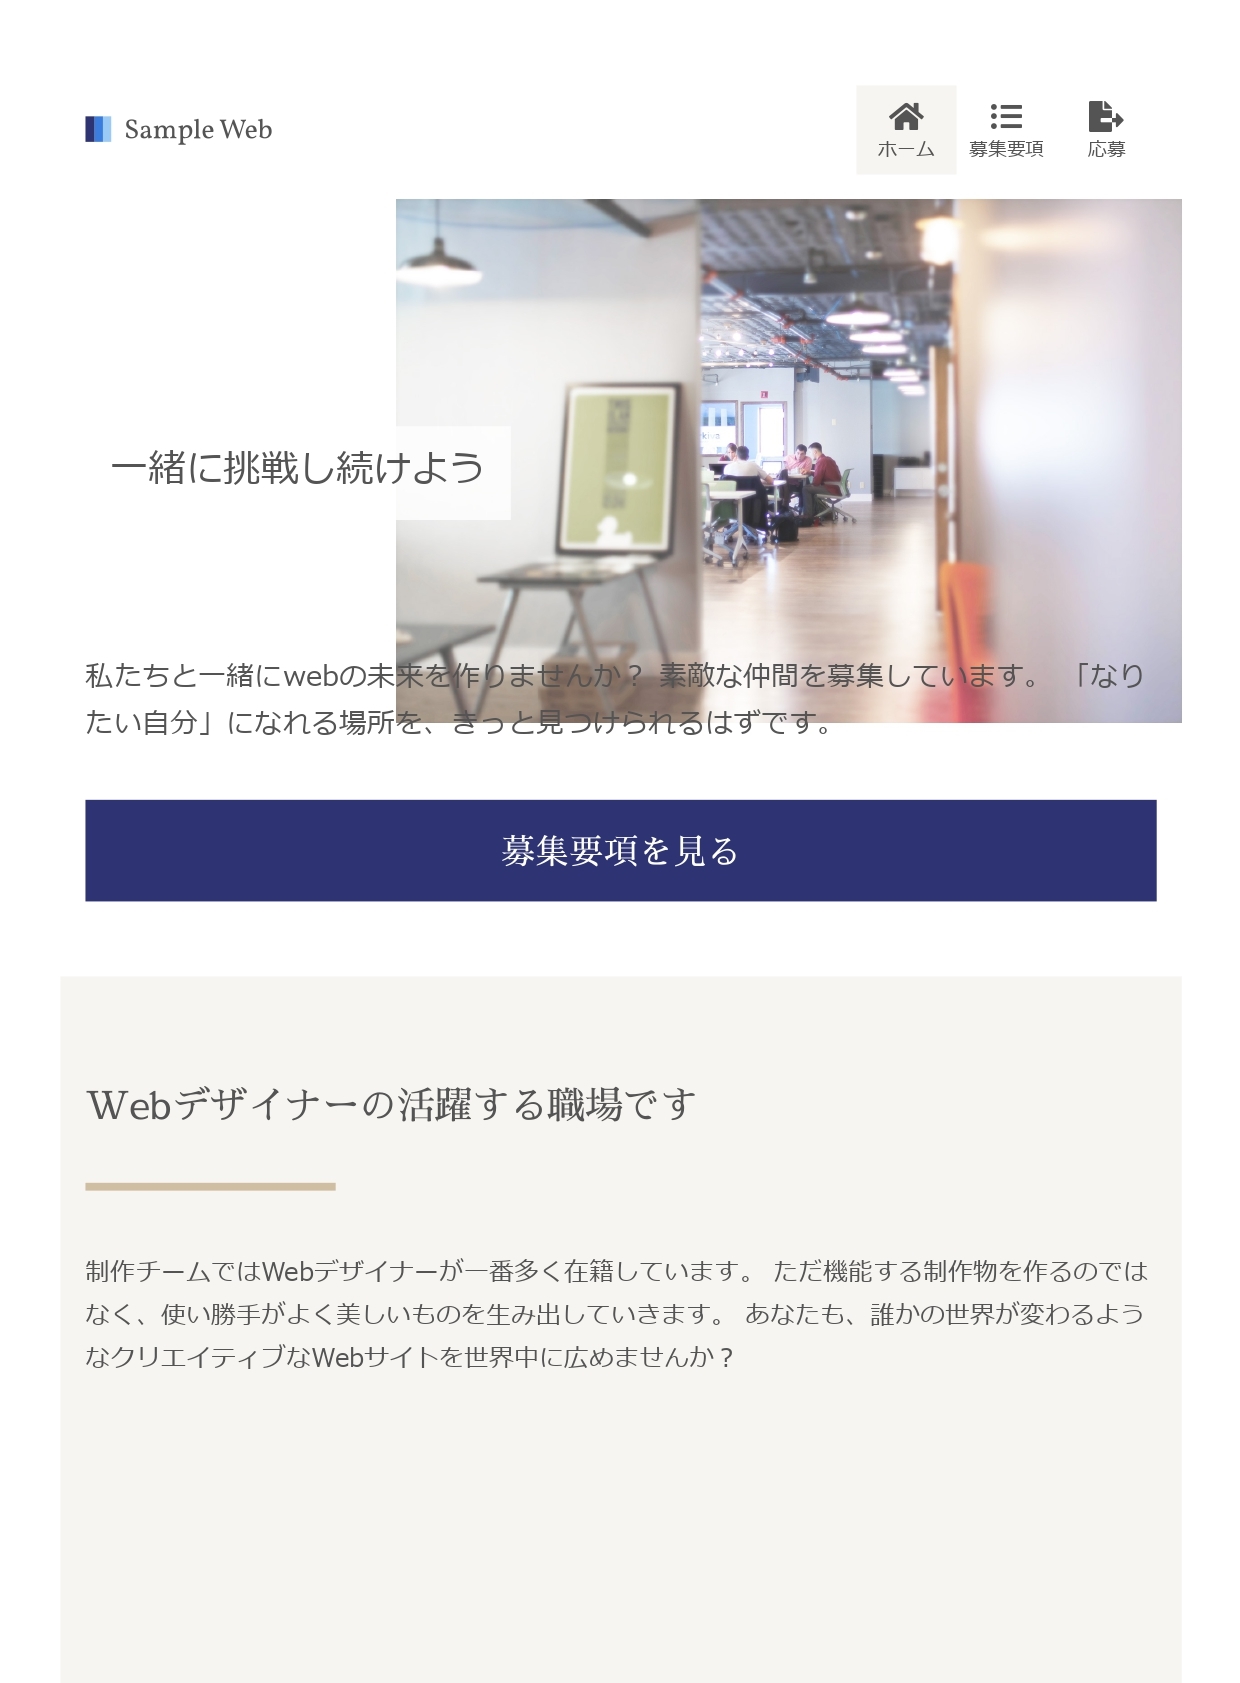 Sample Web
ホーム
募集要項
応募
一緒に挑戦し続けよう
私たちと一緒にwebの未来を作りませんか？ 素敵な仲間を募集しています。 「なり
たい自分」になれる場所を、きっと見つけられるはずです。
募集要項を見る
Webデザイナーの活躍する職場です
制作チームではWebデザイナーが一番多く在籍しています。 ただ機能する制作物を作るのでは
なく、使い勝手がよく美しいものを生み出していきます。 あなたも、誰かの世界が変わるよう
なクリエイティブなWebサイトを世界中に広めませんか？